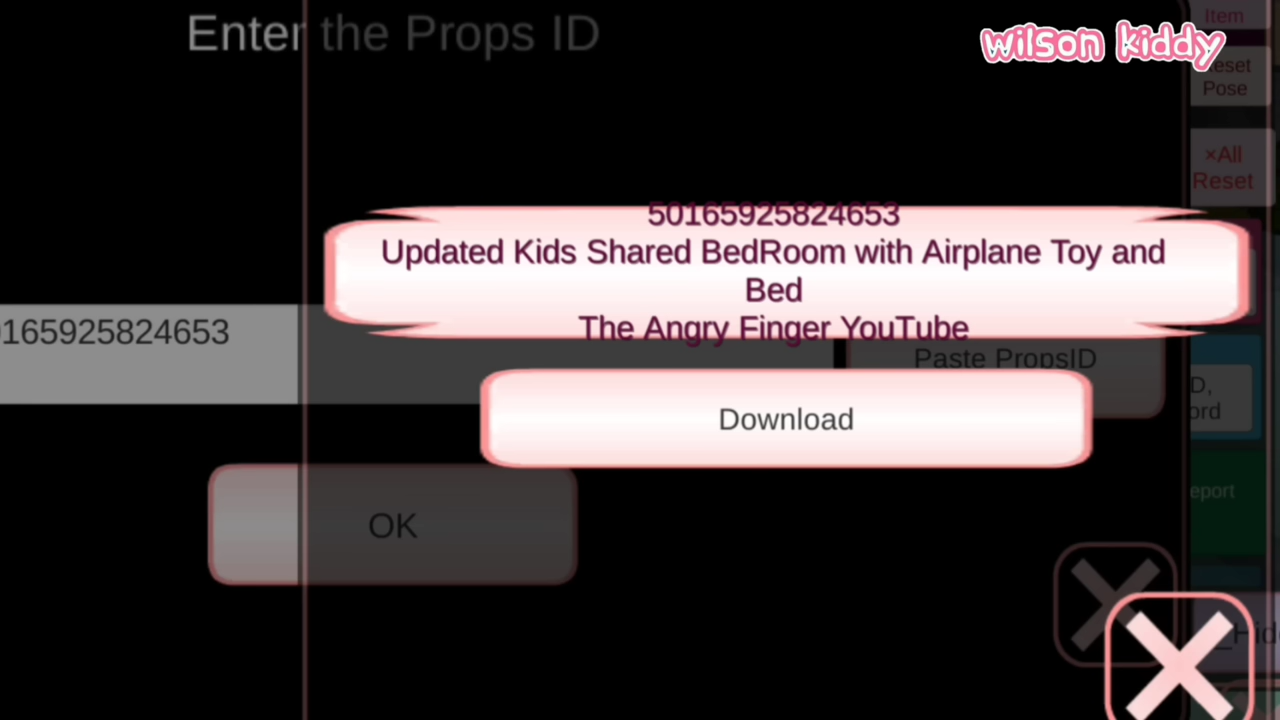 Enter the Props ID
wilson kiddy
Item
Reset
Pose
×All
Reset
50165925824653
Updated Kids Shared BedRoom with Airplane Toy and
Bed
The Angry Finger YouTube
0165925824653
Paste PropsID
Download
OK